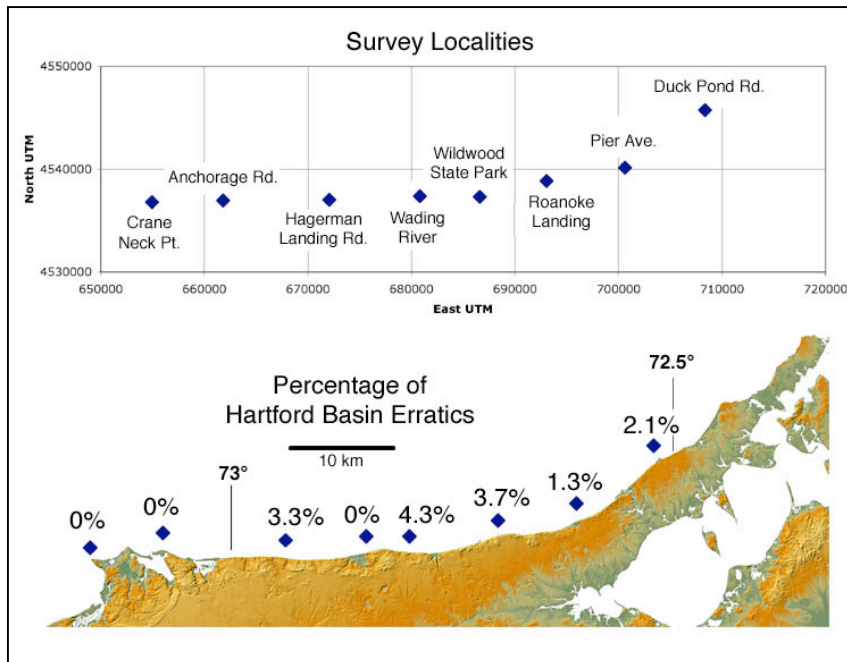 Survey Localities
4550000
Duck Pond Rd.
Pier Ave.
Wildwood
State Park
North UTM
4540000
Anchorage Rd.
Crane
Neck Pt.
Hagerman
Landing Rd.
Wading
River
Roanoke
Landing
4530000
650000 660000 670000 680000 690000 700000 710000 720000
East UTM
Percentage of
Hartford Basin Erratics
10 km
72.5°
73°
0%
0%
3.3%
0%
4.3%
3.7%
1.3%
2.1%